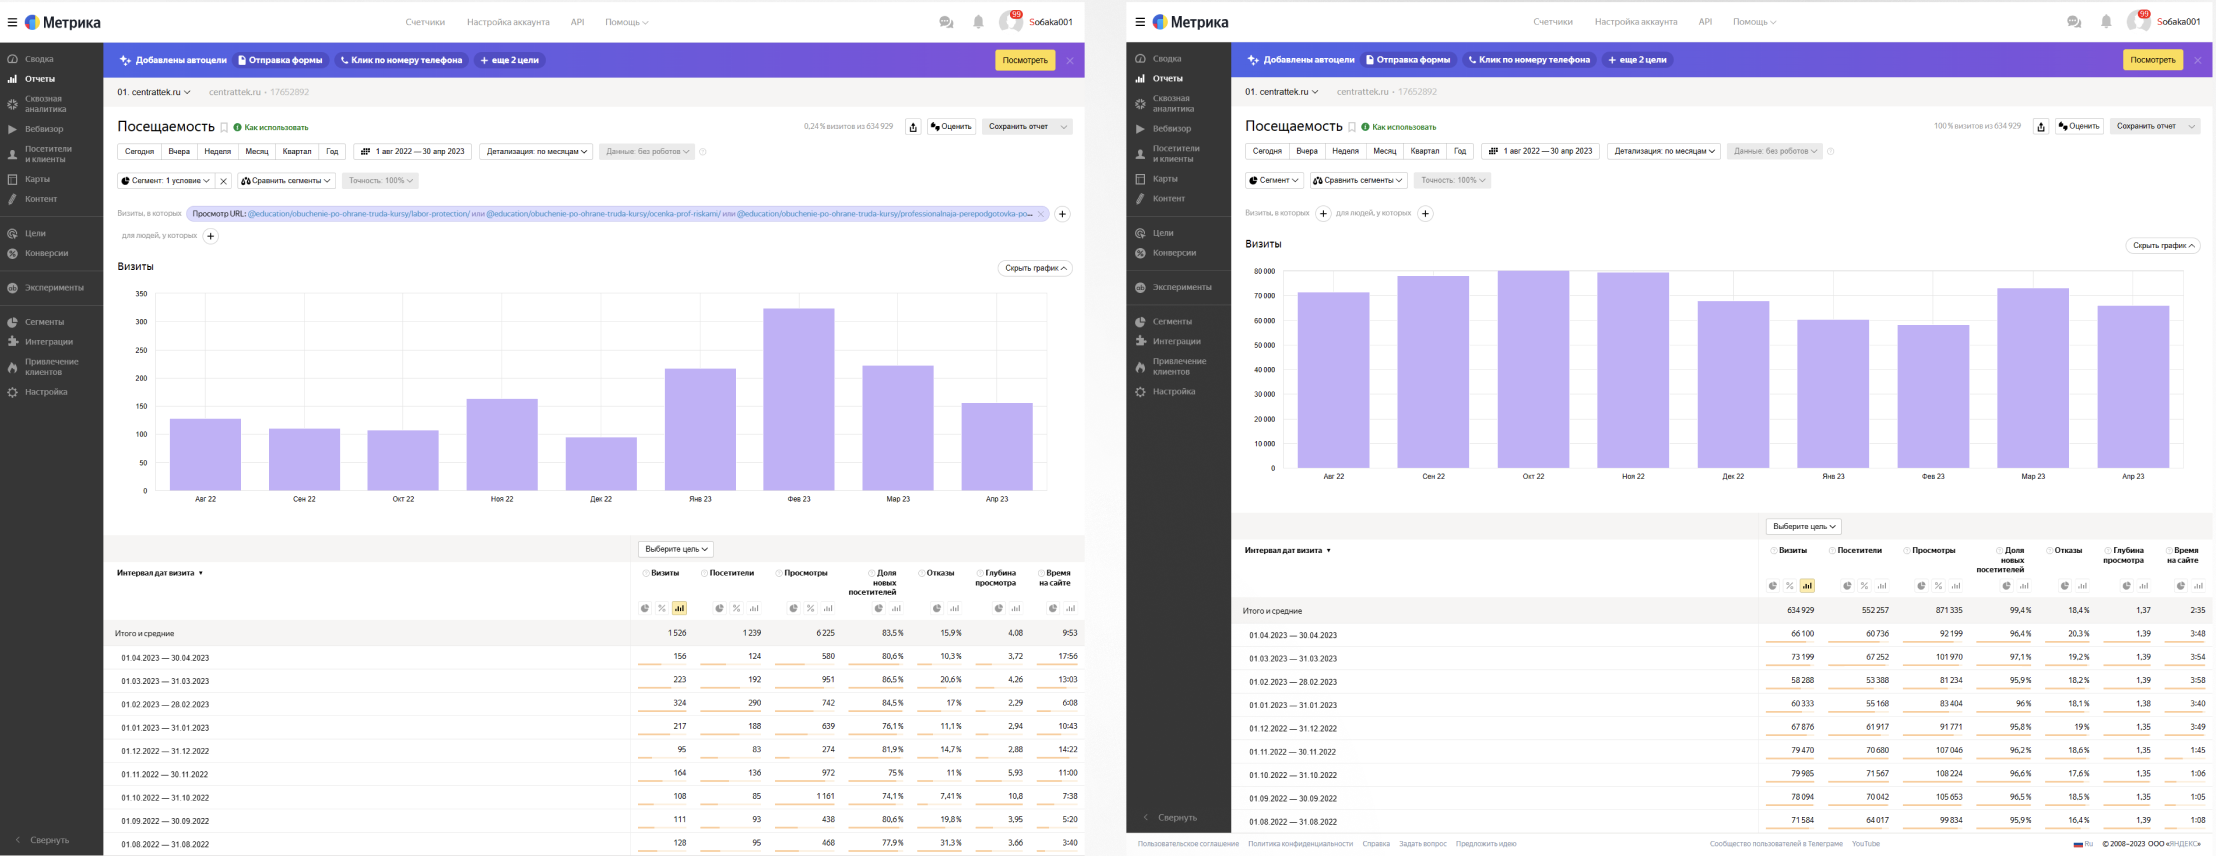 Метрика
Счетчики
Настройка аккаунта
API
Помощь
99
Sобака001
Сводка
Отчеты
Сквозная
аналитика
Вебвизор
Посетители
и клиенты
Карты
Контент
Цели
Конверсии
Эксперименты
Сегменты
Интеграции
Привлечение
клиентов
Настройка
Свернуть
Добавлены автоцели
Отправка формы
Клик по номеру телефона
+ еще 2 цели
Посмотреть
01. centrattek.ru
centrattek.ru • 17652892
Посещаемость
Как использовать
0,24 % визитов из 634 929
Оценить
Сохранить отчет
Сегодня Вчера Неделя Месяц Квартал Год
1 авг 2022 — 30 апр 2023
Детализация: по месяцам
Данные: без роботов
Сегмент: 1 условие
Сравнить сегменты
Точность: 100%
Визиты, в которых
Просмотр URL: @education/obuchenie-po-ohrane-truda-kursy/labor-protection/ или @education/obuchenie-po-ohrane-truda-kursy/ocenka-prof-riskami/ или @education/obuchenie-po-ohrane-truda-kursy/professionalnaja-perepodgotovka-po...
для людей, у которых
Визиты
Скрыть график
350
300
250
200
150
100
50
0
Авг 22 Сен 22 Окт 22 Ноя 22 Дек 22 Янв 23 Фев 23 Мар 23 Апр 23
Выберите цель
Интервал дат визита
Визиты
Посетители
Просмотры
Доля
новых
посетителей
Отказы
Глубина
просмотра
Время
на сайте
Итого и средние 1 526 1 239 6 225 83,5 % 15,9 % 4,08 9:53
01.04.2023 — 30.04.2023 156 124 580 80,6 % 10,3 % 3,72 17:56
01.03.2023 — 31.03.2023 223 192 951 86,5 % 20,6 % 4,26 13:03
01.02.2023 — 28.02.2023 324 290 742 84,5 % 17 % 2,29 6:08
01.01.2023 — 31.01.2023 217 188 639 76,1 % 11,1 % 2,94 10:43
01.12.2022 — 31.12.2022 95 83 274 81,9 % 14,7 % 2,88 14:22
01.11.2022 — 30.11.2022 164 136 972 75 % 11 % 5,93 11:00
01.10.2022 — 31.10.2022 108 85 1 161 74,1 % 7,41 % 10,8 7:38
01.09.2022 — 30.09.2022 111 93 438 80,6 % 19,8 % 3,95 5:20
01.08.2022 — 31.08.2022 128 95 468 77,9 % 31,3 % 3,66 3:40
Метрика
Счетчики
Настройка аккаунта
API
Помощь
99
Sобака001
Сводка
Отчеты
Сквозная
аналитика
Вебвизор
Посетители
и клиенты
Карты
Контент
Цели
Конверсии
Эксперименты
Сегменты
Интеграции
Привлечение
клиентов
Настройка
Свернуть
Добавлены автоцели
Отправка формы
Клик по номеру телефона
+ еще 2 цели
Посмотреть
01. centrattek.ru
centrattek.ru • 17652892
Посещаемость
Как использовать
100 % визитов из 634 929
Оценить
Сохранить отчет
Сегодня Вчера Неделя Месяц Квартал Год
1 авг 2022 — 30 апр 2023
Детализация: по месяцам
Данные: без роботов
Сегмент
Сравнить сегменты
Точность: 100%
Визиты, в которых
для людей, у которых
Визиты
Скрыть график
80 000
70 000
60 000
50 000
40 000
30 000
20 000
10 000
0
Авг 22 Сен 22 Окт 22 Ноя 22 Дек 22 Янв 23 Фев 23 Мар 23 Апр 23
Выберите цель
Интервал дат визита
Визиты
Посетители
Просмотры
Доля
новых
посетителей
Отказы
Глубина
просмотра
Время
на сайте
Итого и средние 634 929 552 257 871 335 99,4 % 18,4 % 1,37 2:35
01.04.2023 — 30.04.2023 66 100 60 736 92 199 96,4 % 20,3 % 1,39 3:48
01.03.2023 — 31.03.2023 73 199 67 252 101 970 97,1 % 19,2 % 1,39 3:54
01.02.2023 — 28.02.2023 58 288 53 388 81 234 95,9 % 18,2 % 1,39 3:58
01.01.2023 — 31.01.2023 60 333 55 168 83 404 96 % 18,1 % 1,38 3:40
01.12.2022 — 31.12.2022 67 876 61 917 91 771 95,8 % 19 % 1,35 3:49
01.11.2022 — 30.11.2022 79 470 70 680 107 046 96,2 % 18,6 % 1,35 1:45
01.10.2022 — 31.10.2022 79 985 71 567 108 224 96,6 % 17,6 % 1,35 1:06
01.09.2022 — 30.09.2022 78 094 70 042 105 653 96,5 % 18,5 % 1,35 1:05
01.08.2022 — 31.08.2022 71 584 64 017 99 834 95,9 % 16,4 % 1,39 1:08
Пользовательское соглашение Политика конфиденциальности Справка Задать вопрос Предложить идею Сообщество пользователей в Телеграме YouTube Ru © 2008–2023 ООО «ЯНДЕКС»